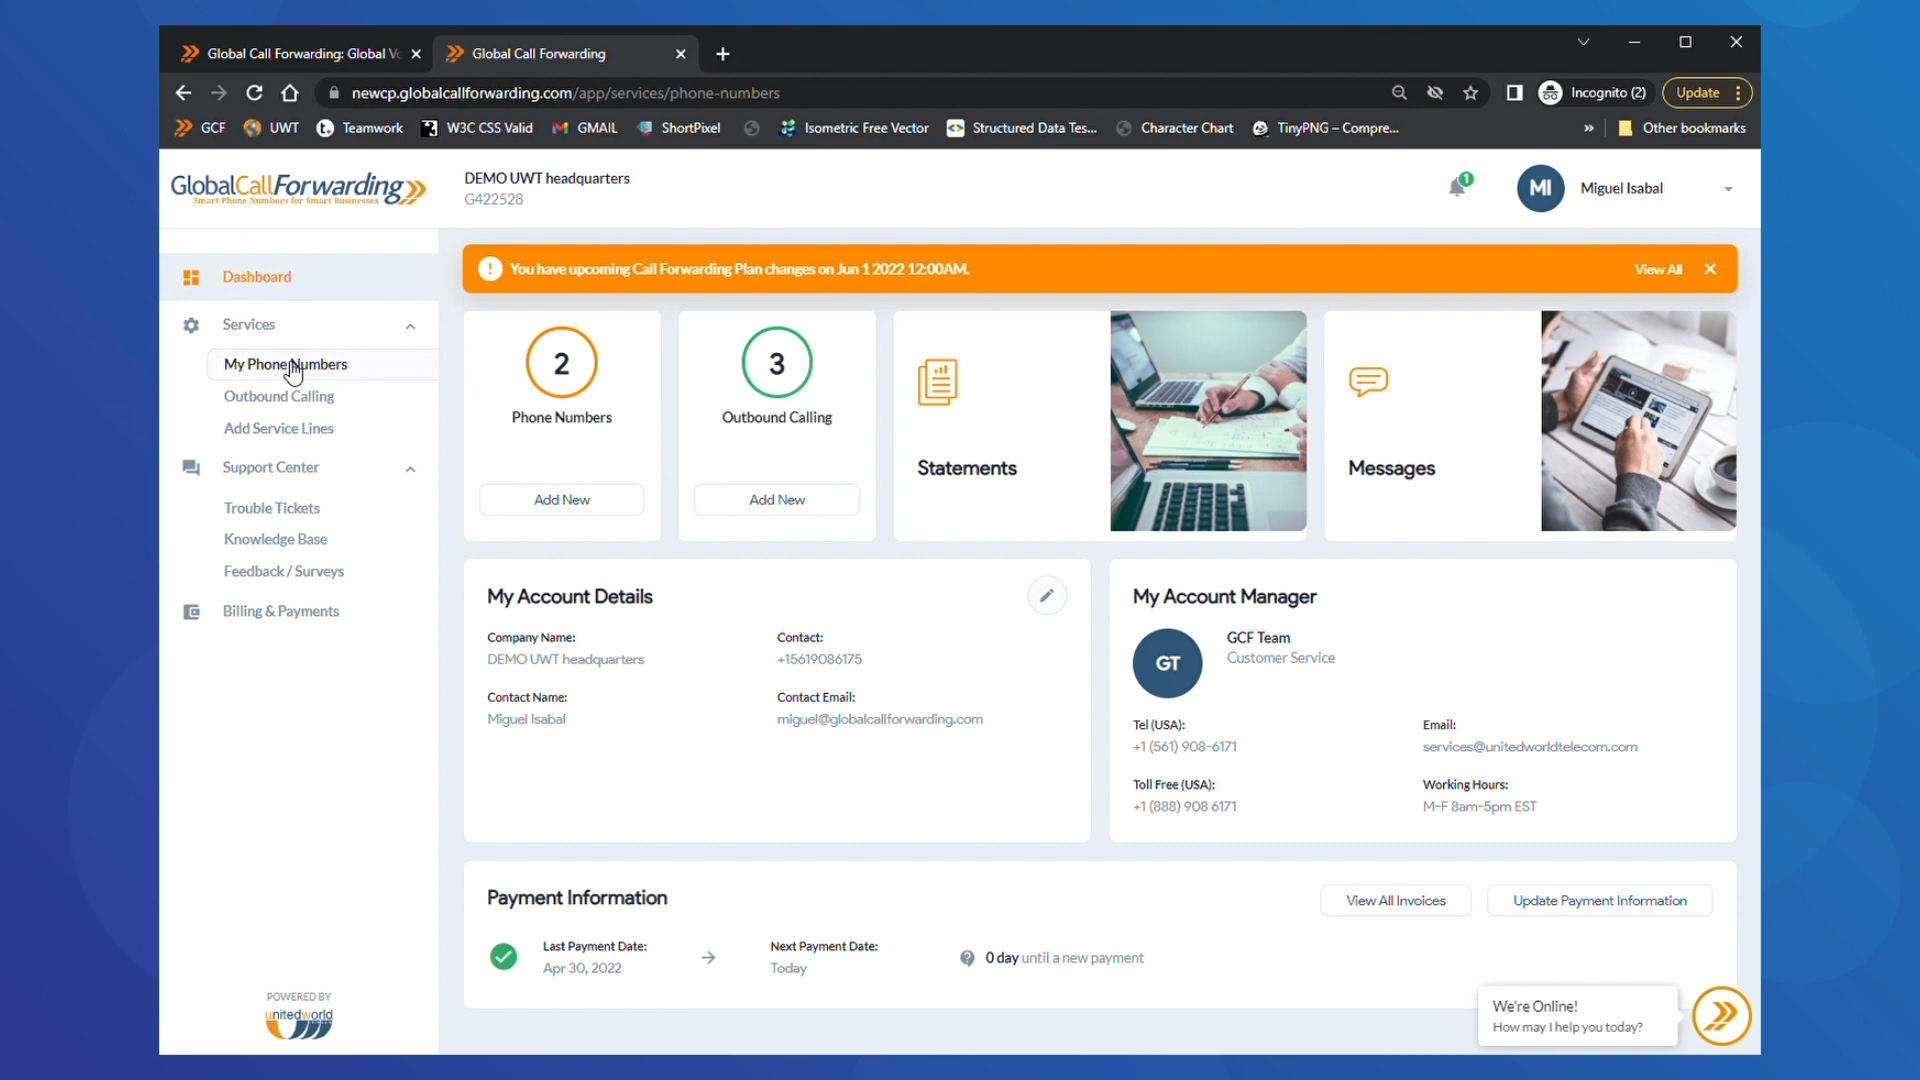 Global Call Forwarding: Global Vo
Global Call Forwarding
newcp.globalcallforwarding.com/app/services/phone-numbers
Incognito (2)
Update
GCF
UWT
Teamwork
W3C CSS Valid
GMAIL
ShortPixel
Isometric Free Vector
Structured Data Tes...
Character Chart
TinyPNG – Compre...
»
Other bookmarks
GlobalCallForwarding
Smart Phone Numbers for Smart Businesses
DEMO UWT headquarters
G422528
1
MI
Miguel Isabal
Dashboard
Services
My Phone Numbers
Outbound Calling
Add Service Lines
Support Center
Trouble Tickets
Knowledge Base
Feedback / Surveys
Billing & Payments
POWERED BY
unitedworld
You have upcoming Call Forwarding Plan changes on Jun 1 2022 12:00AM.
View All
2
Phone Numbers
Add New
3
Outbound Calling
Add New
Statements
Messages
My Account Details
Company Name:
DEMO UWT headquarters
Contact:
+15619086175
Contact Name:
Miguel Isabal
Contact Email:
miguel@globalcallforwarding.com
My Account Manager
GT
GCF Team
Customer Service
Tel (USA):
+1 (561) 908-6171
Email:
services@unitedworldtelecom.com
Toll Free (USA):
+1 (888) 908 6171
Working Hours:
M-F 8am-5pm EST
Payment Information
View All Invoices
Update Payment Information
Last Payment Date:
Apr 30, 2022
Next Payment Date:
Today
0 day until a new payment
We're Online!
How may I help you today?